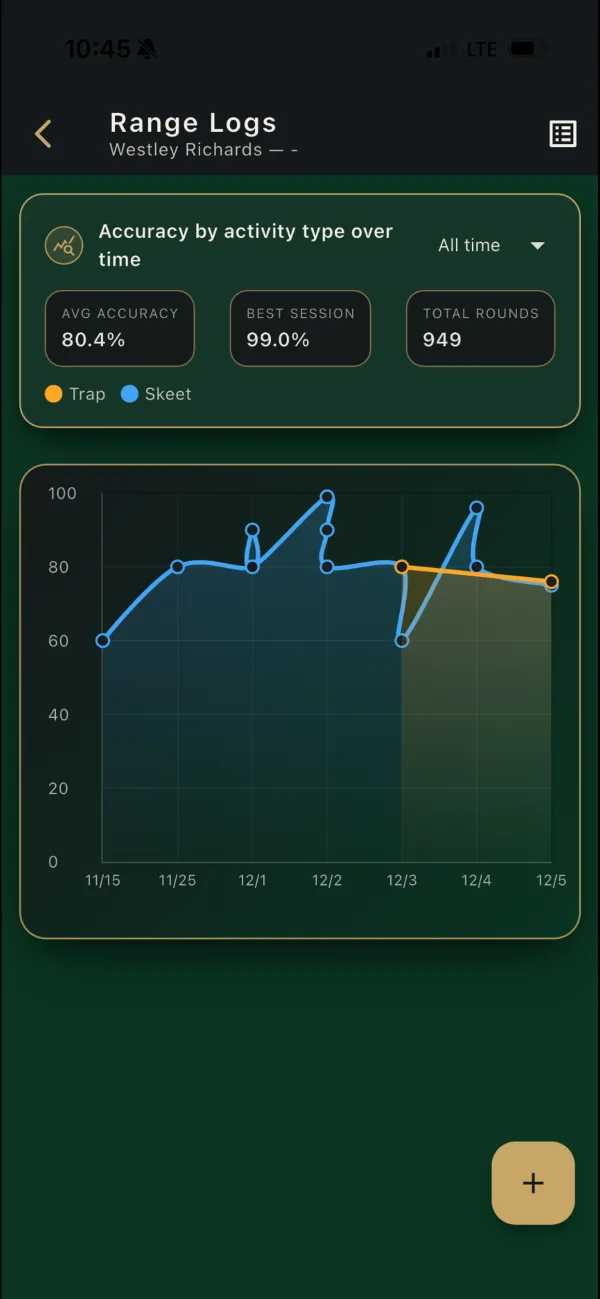 10:45
LTE
Range Logs
Westley Richards — -
Accuracy by activity type over
time
All time
AVG ACCURACY
80.4%
BEST SESSION
99.0%
TOTAL ROUNDS
949
Trap
Skeet
100
80
60
40
20
0
11/15 11/25 12/1 12/2 12/3 12/4 12/5
+